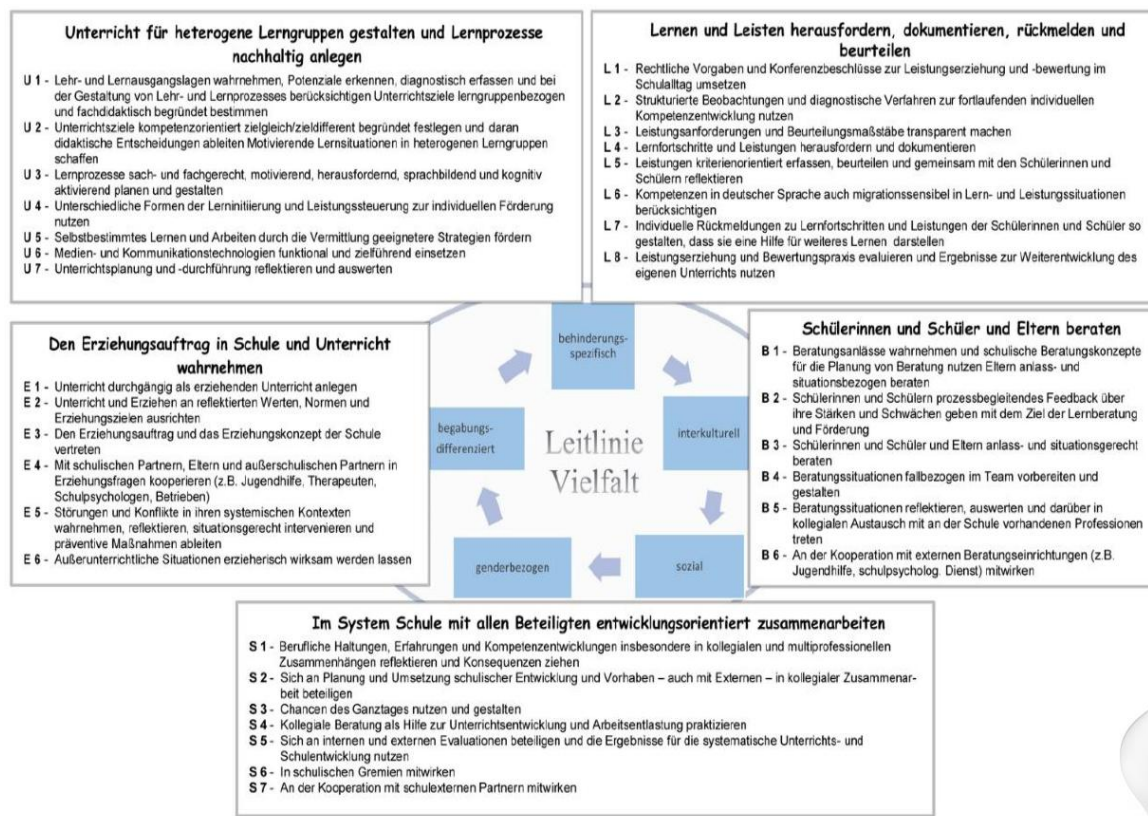 Unterricht für heterogene Lerngruppen gestalten und Lernprozesse
nachhaltig anlegen
U 1 - Lehr- und Lernausgangslagen wahrnehmen, Potenziale erkennen, diagnostisch erfassen und bei
der Gestaltung von Lehr- und Lernprozesses berücksichtigen Unterrichtsziele lerngruppenbezogen
und fachdidaktisch begründet bestimmen
U 2 - Unterrichtsziele kompetenzorientiert zielgleich/zieldifferent begründet festlegen und daran
didaktische Entscheidungen ableiten Motivierende Lernsituationen in heterogenen Lerngruppen
schaffen
U 3 - Lernprozesse sach- und fachgerecht, motivierend, herausfordernd, sprachbildend und kognitiv
aktivierend planen und gestalten
U 4 - Unterschiedliche Formen der Lerninitiierung und Leistungssteuerung zur individuellen Förderung
nutzen
U 5 - Selbstbestimmtes Lernen und Arbeiten durch die Vermittlung geeignetere Strategien fördern
U 6 - Medien- und Kommunikationstechnologien funktional und zielführend einsetzen
U 7 - Unterrichtsplanung und -durchführung reflektieren und auswerten
Lernen und Leisten herausfordern, dokumentieren, rückmelden und
beurteilen
L 1 - Rechtliche Vorgaben und Konferenzbeschlüsse zur Leistungserziehung und -bewertung im
Schulalltag umsetzen
L 2 - Strukturierte Beobachtungen und diagnostische Verfahren zur fortlaufenden individuellen
Kompetenzentwicklung nutzen
L 3 - Leistungsanforderungen und Beurteilungsmaßstäbe transparent machen
L 4 - Lernfortschritte und Leistungen herausfordern und dokumentieren
L 5 - Leistungen kriterienorientiert erfassen, beurteilen und gemeinsam mit den Schülerinnen und
Schülern reflektieren
L 6 - Kompetenzen in deutscher Sprache auch migrationssensibel in Lern- und Leistungssituationen
berücksichtigen
L 7 - Individuelle Rückmeldungen zu Lernfortschritten und Leistungen der Schülerinnen und Schüler so
gestalten, dass sie eine Hilfe für weiteres Lernen darstellen
L 8 - Leistungserziehung und Bewertungspraxis evaluieren und Ergebnisse zur Weiterentwicklung des
eigenen Unterrichts nutzen
Den Erziehungsauftrag in Schule und Unterricht
wahrnehmen
E 1 - Unterricht durchgängig als erziehenden Unterricht anlegen
E 2 - Unterricht und Erziehen an reflektierten Werten, Normen und
Erziehungszielen ausrichten
E 3 - Den Erziehungsauftrag und das Erziehungskonzept der Schule
vertreten
E 4 - Mit schulischen Partnern, Eltern und außerschulischen Partnern in
Erziehungsfragen kooperieren (z.B. Jugendhilfe, Therapeuten,
Schulpsychologen, Betrieben)
E 5 - Störungen und Konflikte in ihren systemischen Kontexten
wahrnehmen, reflektieren, situationsgerecht intervenieren und
präventive Maßnahmen ableiten
E 6 - Außerunterrichtliche Situationen erzieherisch wirksam werden lassen
behinderungs-
spezifisch
begabungs-
differenziert
Leitlinie
Vielfalt
interkulturell
genderbezogen
sozial
Schülerinnen und Schüler und Eltern beraten
B 1 - Beratungsanlässe wahrnehmen und schulische Beratungskonzepte
für die Planung von Beratung nutzen Eltern anlass- und
situationsbezogen beraten
B 2 - Schülerinnen und Schülern prozessbegleitendes Feedback über
ihre Stärken und Schwächen geben mit dem Ziel der Lernberatung
und Förderung
B 3 - Schülerinnen und Schüler und Eltern anlass- und situationsgerecht
beraten
B 4 - Beratungssituationen fallbezogen im Team vorbereiten und
gestalten
B 5 - Beratungssituationen reflektieren, auswerten und darüber in
kollegialen Austausch mit an der Schule vorhandenen Professionen
treten
B 6 - An der Kooperation mit externen Beratungseinrichtungen (z.B.
Jugendhilfe, schulpsycholog. Dienst) mitwirken
Im System Schule mit allen Beteiligten entwicklungsorientiert zusammenarbeiten
S 1 - Berufliche Haltungen, Erfahrungen und Kompetenzentwicklungen insbesondere in kollegialen und multiprofessionellen
Zusammenhängen reflektieren und Konsequenzen ziehen
S 2 - Sich an Planung und Umsetzung schulischer Entwicklung und Vorhaben – auch mit Externen – in kollegialer Zusammenar-
beit beteiligen
S 3 - Chancen des Ganztages nutzen und gestalten
S 4 - Kollegiale Beratung als Hilfe zur Unterrichtsentwicklung und Arbeitsentlastung praktizieren
S 5 - Sich an internen und externen Evaluationen beteiligen und die Ergebnisse für die systematische Unterrichts- und
Schulentwicklung nutzen
S 6 - In schulischen Gremien mitwirken
S 7 - An der Kooperation mit schulexternen Partnern mitwirken